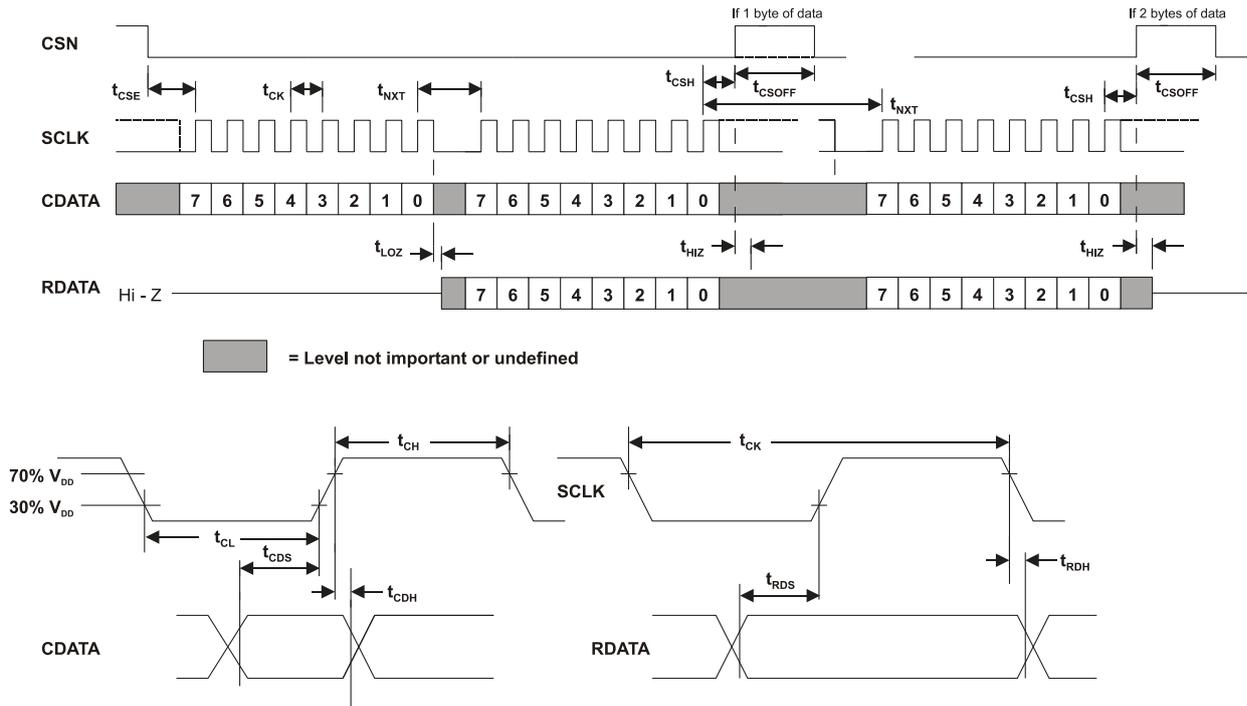 If 1 byte of data
If 2 bytes of data
CSN
tCSE
tCK
tNXT
tCSH
tCSOFF
tNXT
tCSH
tCSOFF
SCLK
CDATA
7 6 5 4 3 2 1 0 7 6 5 4 3 2 1 0 7 6 5 4 3 2 1 0
tLOZ
tHIZ
tHIZ
RDATA
Hi - Z
7 6 5 4 3 2 1 0 7 6 5 4 3 2 1 0
= Level not important or undefined
tCH
tCK
70% VDD
30% VDD
SCLK
tCL
tCDS
tCDH
tRDS
tRDH
CDATA
RDATA